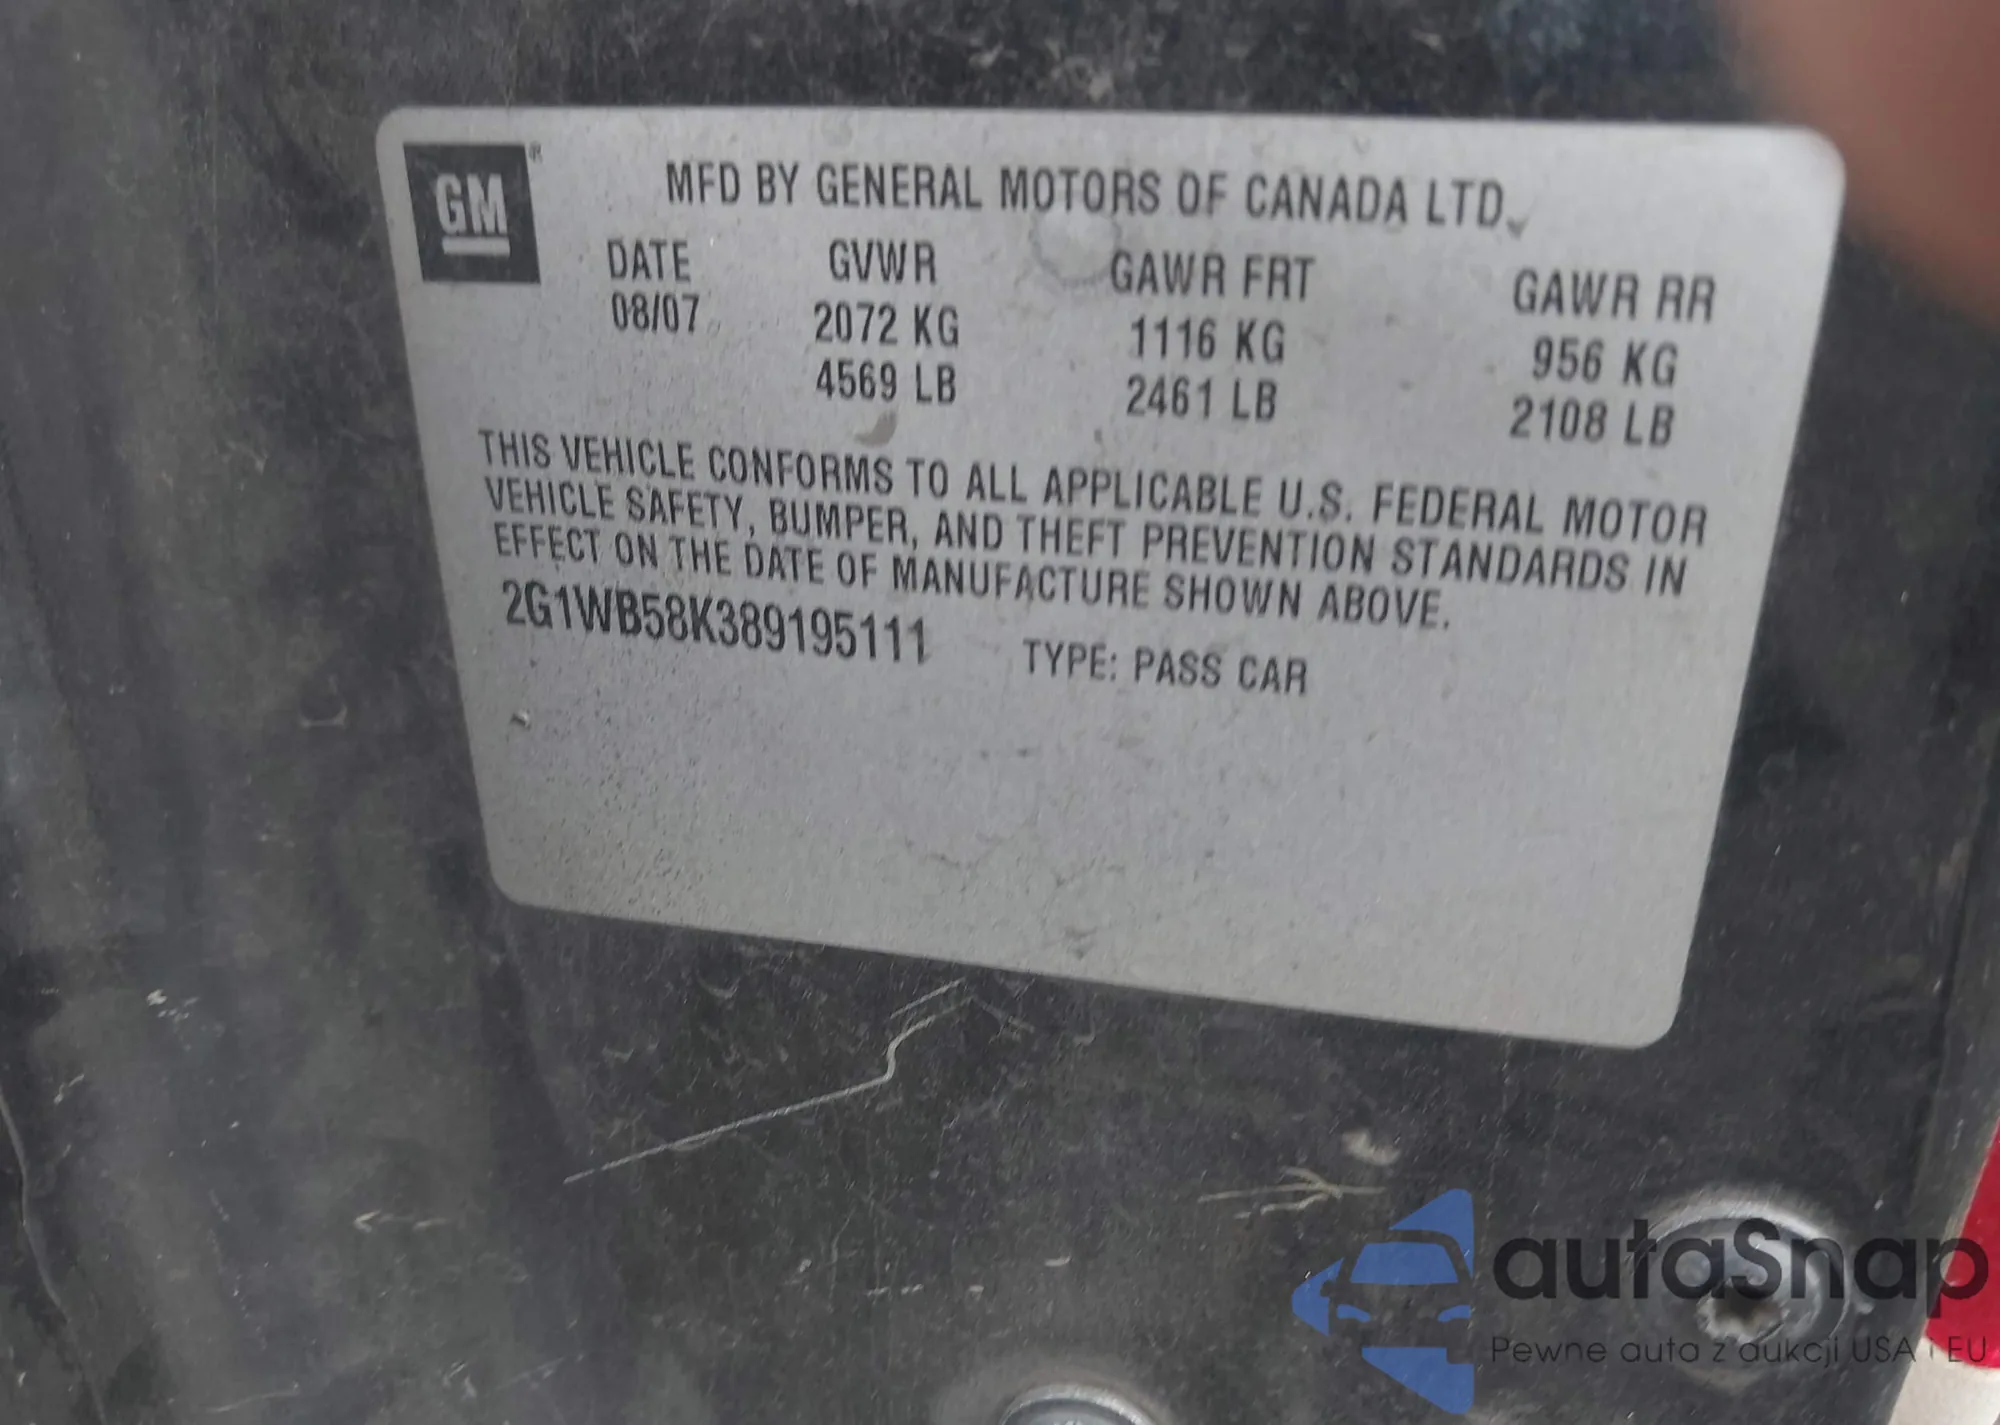 GM
MFD BY GENERAL MOTORS OF CANADA LTD.
DATE GVWR GAWR FRT GAWR RR
08/07 2072 KG 1116 KG 956 KG
4569 LB 2461 LB 2108 LB
THIS VEHICLE CONFORMS TO ALL APPLICABLE U.S. FEDERAL MOTOR
VEHICLE SAFETY, BUMPER, AND THEFT PREVENTION STANDARDS IN
EFFECT ON THE DATE OF MANUFACTURE SHOWN ABOVE.
2G1WB58K389195111 TYPE: PASS CAR
autaSnap
Pewne auta z aukcji USA i EU